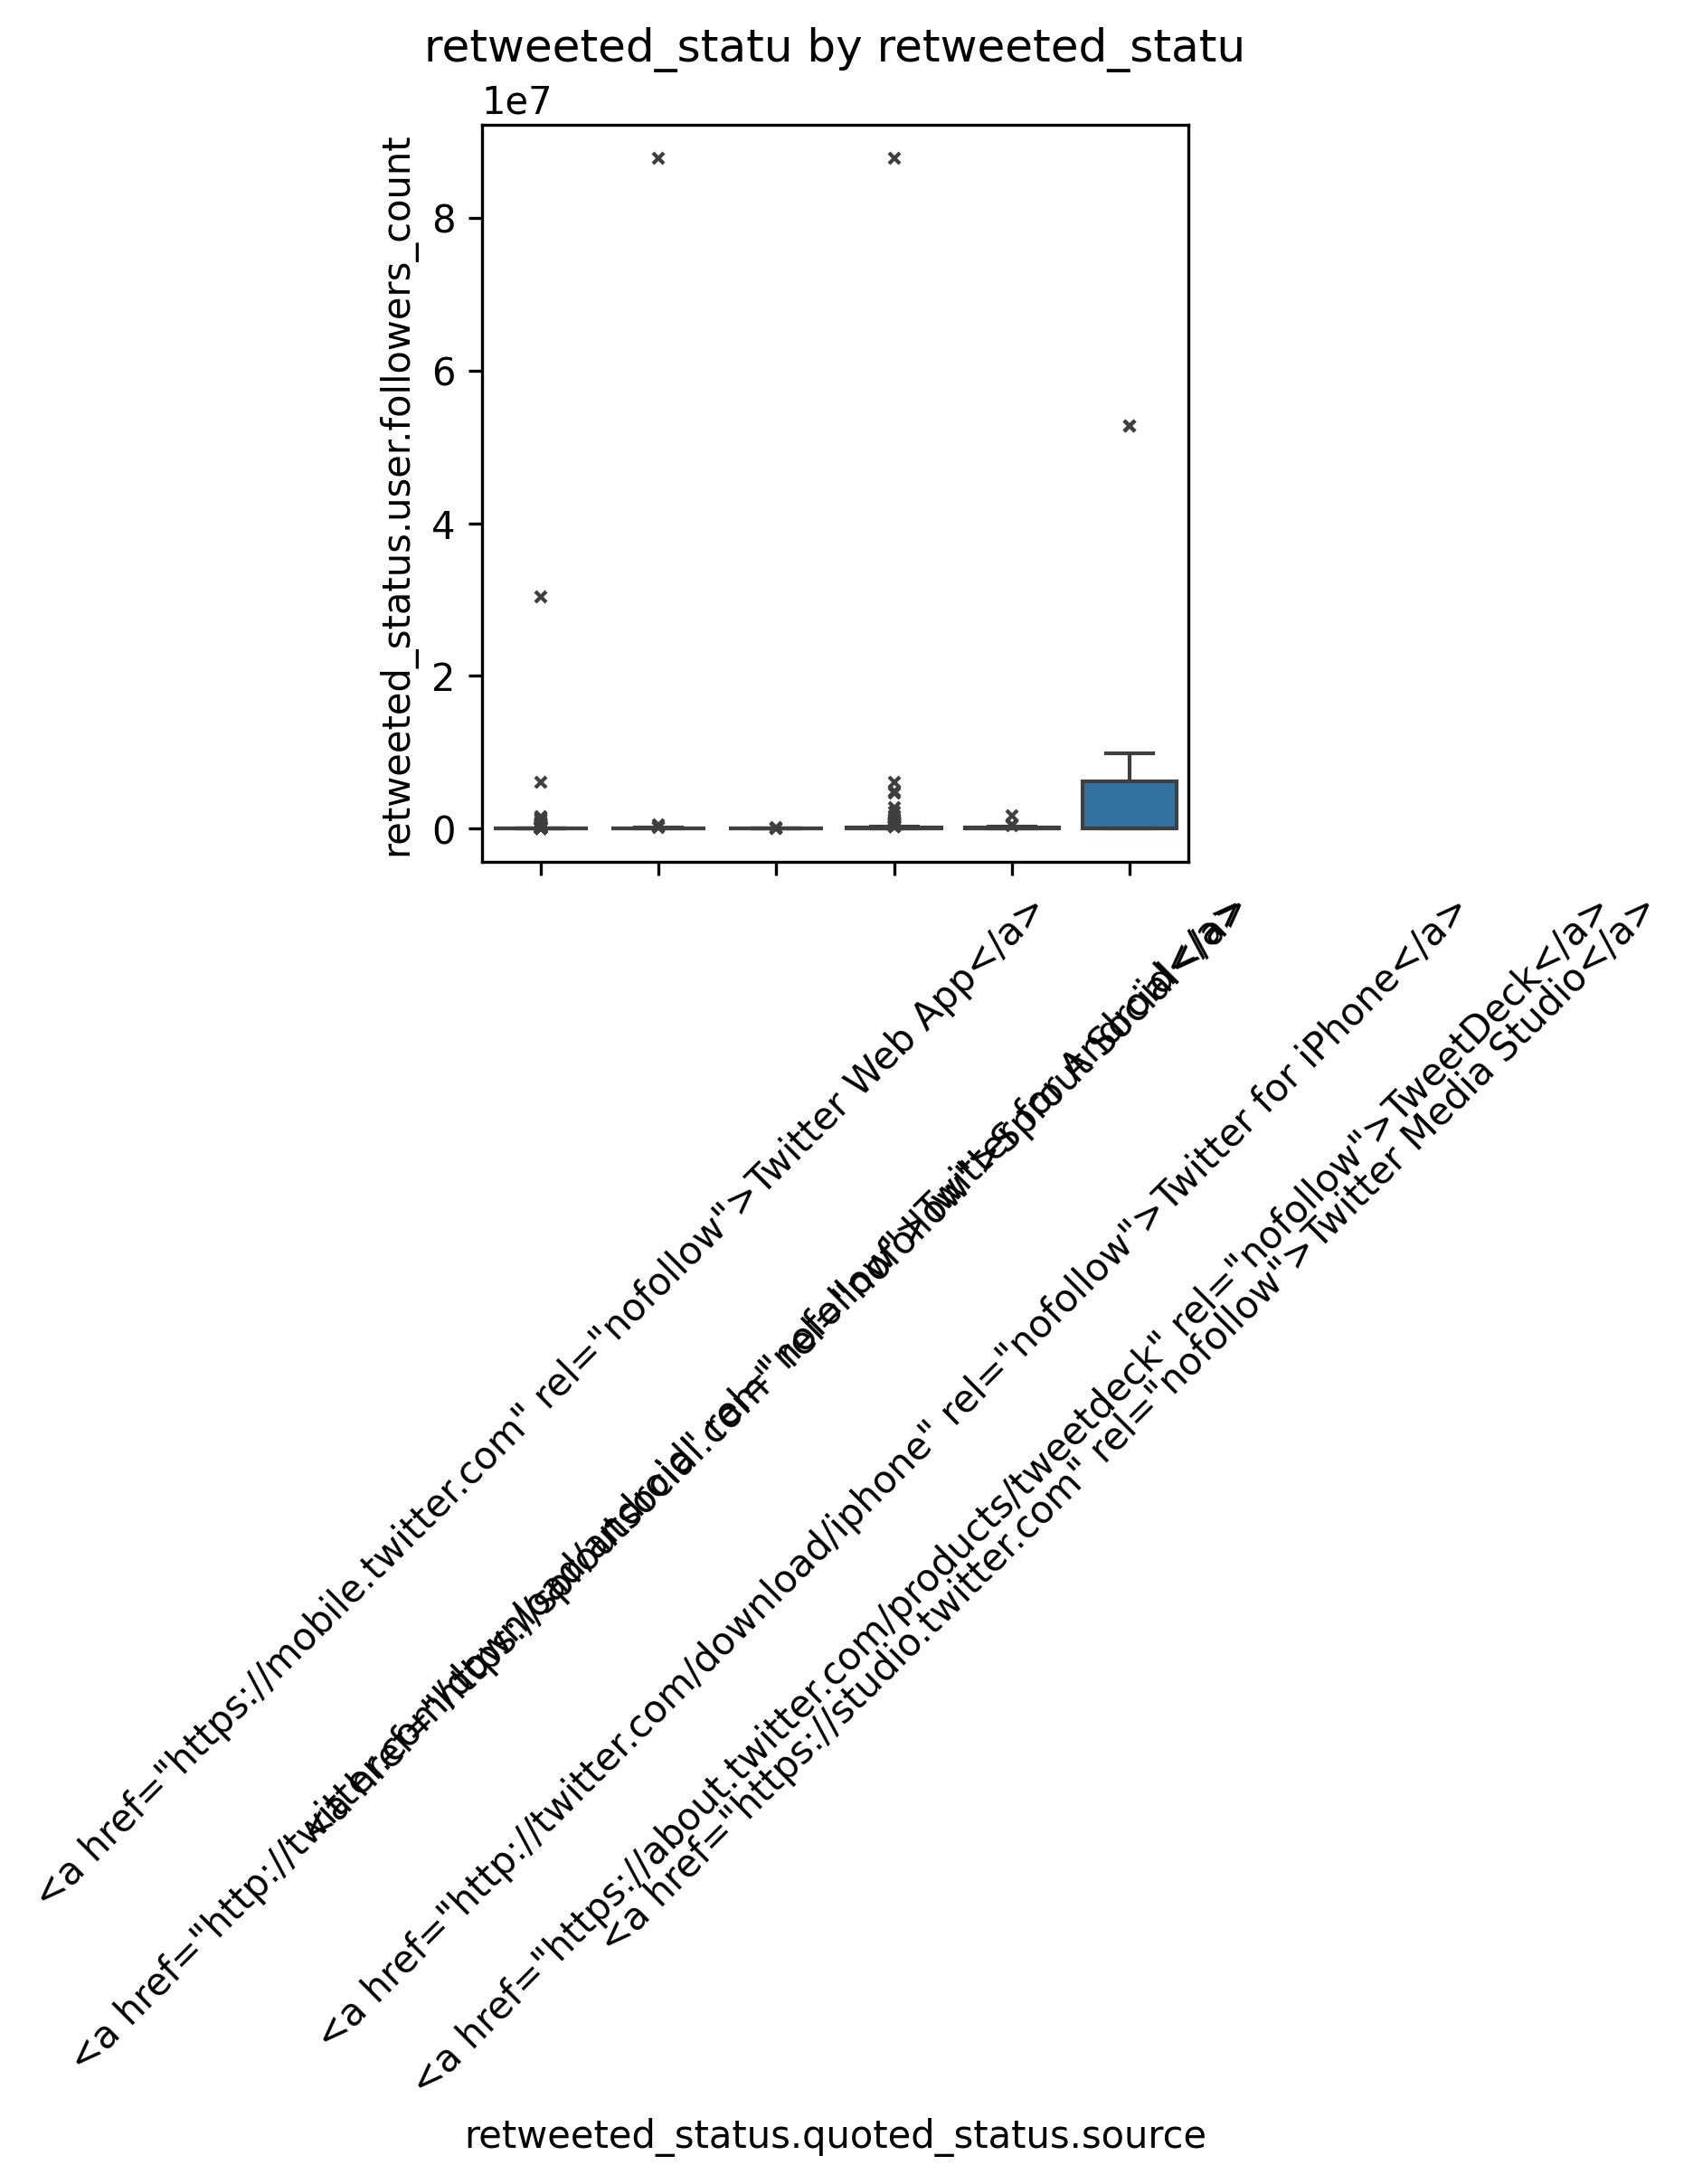 retweeted_statu by retweeted_statu
1e7
retweeted_status.user.followers_count
8
6
4
2
0
<a href="https://mobile.twitter.com" rel="nofollow">Twitter Web App</a>
<a href="http://twitter.com/download/android" rel="nofollow">Twitter for Android</a>
<a href="https://sproutsocial.com" rel="nofollow">Sprout Social</a>
<a href="http://twitter.com/download/iphone" rel="nofollow">Twitter for iPhone</a>
<a href="https://about.twitter.com/products/tweetdeck" rel="nofollow">TweetDeck</a>
<a href="https://studio.twitter.com" rel="nofollow">Twitter Media Studio</a>
retweeted_status.quoted_status.source